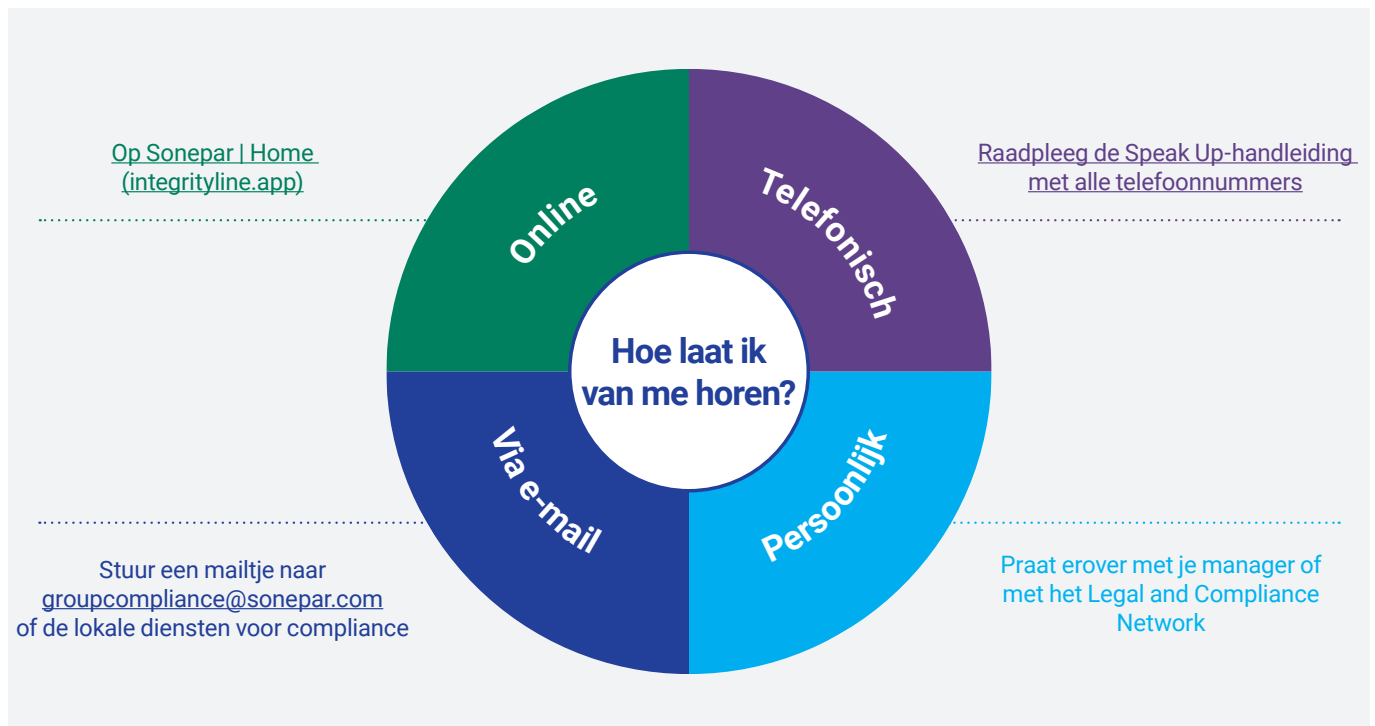 Op Sonepar | Home
(integrityline.app)
Online
Telefonisch
Raadpleeg de Speak Up-handleiding
met alle telefoonnummers
Hoe laat ik
van me horen?
Via e-mail
Stuur een mailtje naar
groupcompliance@sonepar.com
of de lokale diensten voor compliance
Persoonlijk
Praat erover met je manager of
met het Legal and Compliance
Network